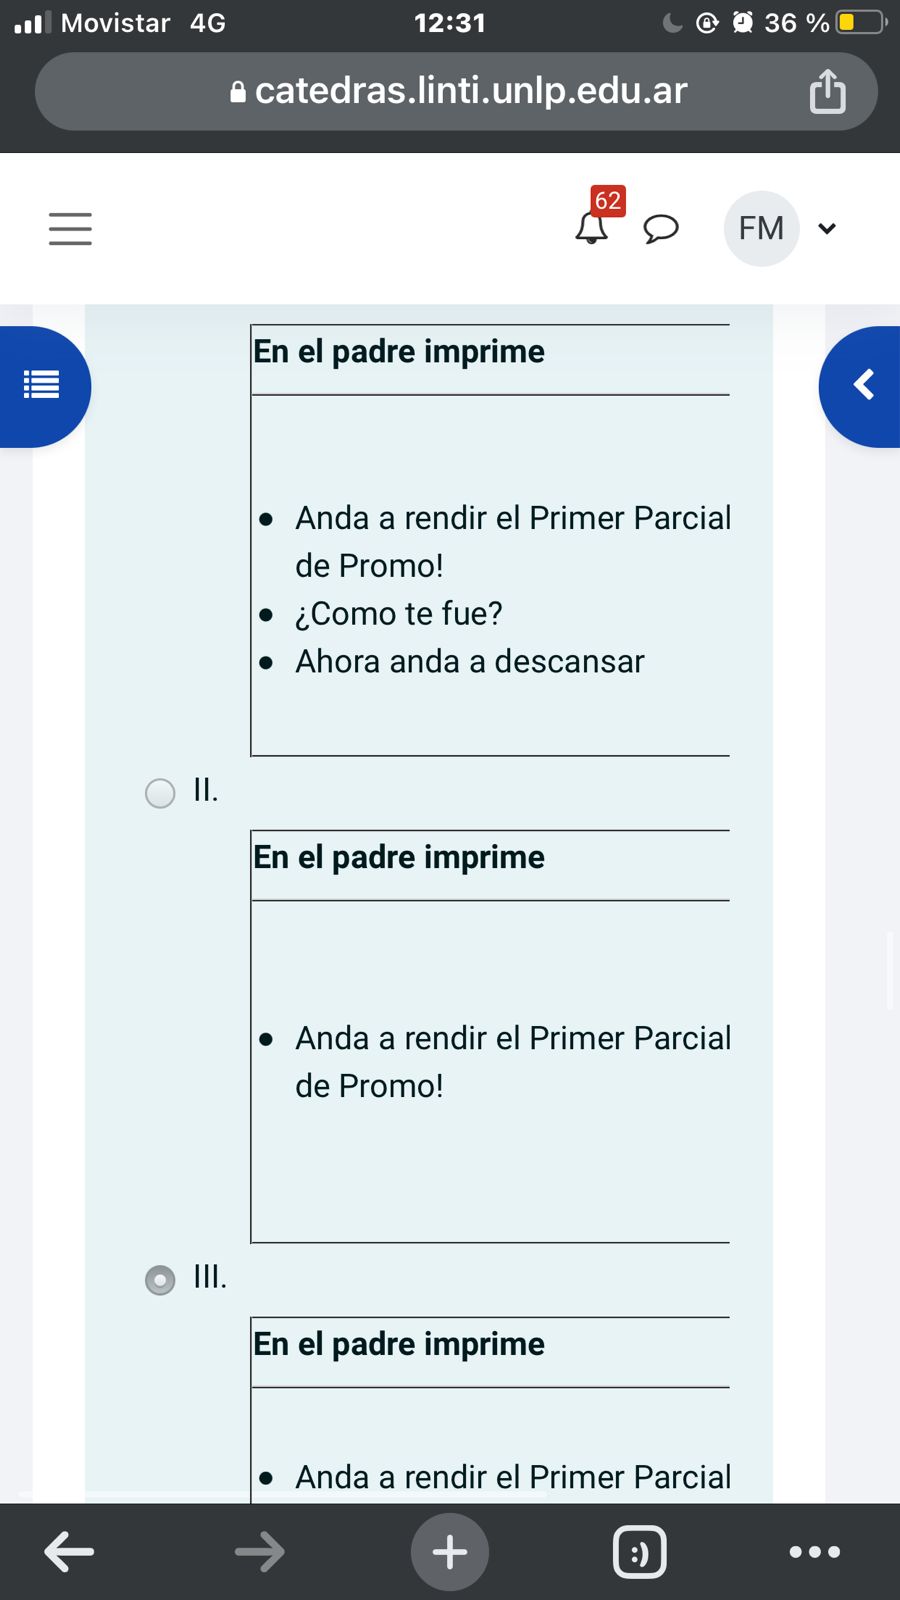 Movistar 4G 12:31 36 %
catedras.linti.unlp.edu.ar
62
FM
En el padre imprime
Anda a rendir el Primer Parcial
de Promo!
¿Como te fue?
Ahora anda a descansar
II.
En el padre imprime
Anda a rendir el Primer Parcial
de Promo!
III.
En el padre imprime
Anda a rendir el Primer Parcial
:)